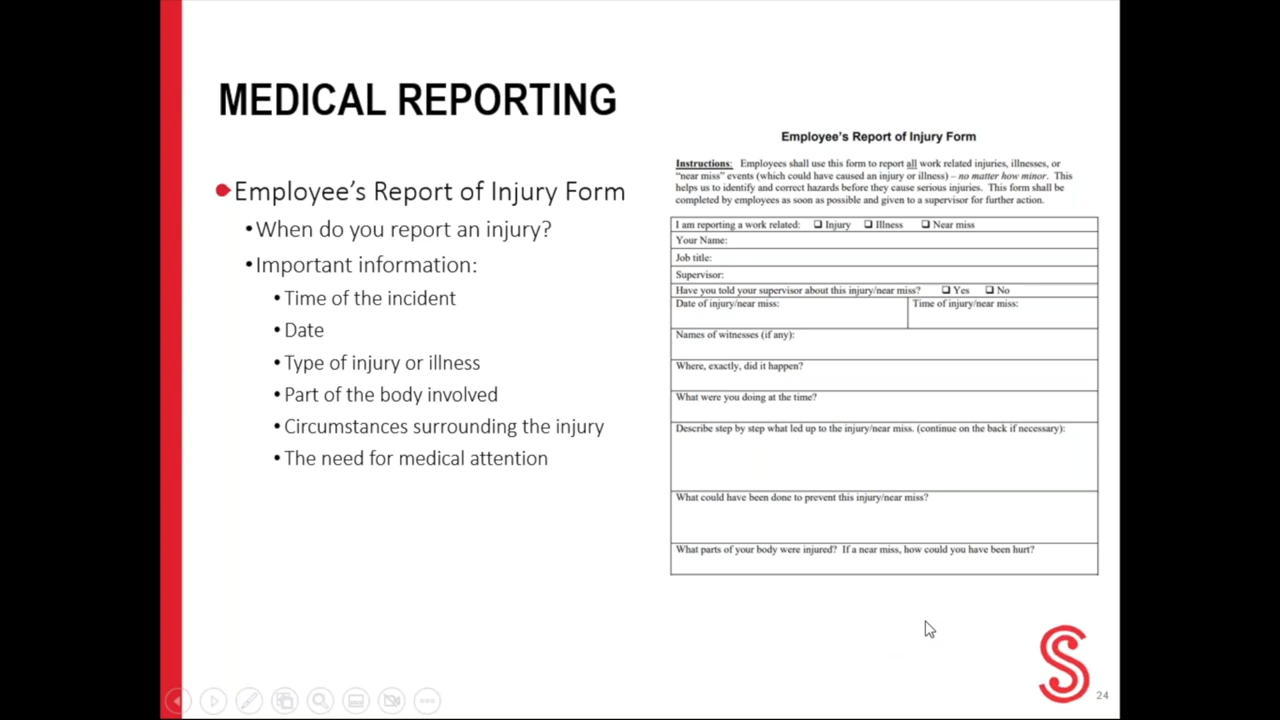 MEDICAL REPORTING
Employee's Report of Injury Form
When do you report an injury?
Important information:
Time of the incident
Date
Type of injury or illness
Part of the body involved
Circumstances surrounding the injury
The need for medical attention
Employee's Report of Injury Form
Instructions: Employees shall use this form to report all work related injuries, illnesses, or
"near miss" events (which could have caused an injury or illness) – no matter how minor. This
helps us to identify and correct hazards before they cause serious injuries. This form shall be
completed by employees as soon as possible and given to a supervisor for further action.
I am reporting a work related: ❑ Injury ❑ Illness ❑ Near miss
Your Name:
Job title:
Supervisor:
Have you told your supervisor about this injury/near miss? ❑ Yes ❑ No
Date of injury/near miss: Time of injury/near miss:
Names of witnesses (if any):
Where, exactly, did it happen?
What were you doing at the time?
Describe step by step what led up to the injury/near miss. (continue on the back if necessary):
What could have been done to prevent this injury/near miss?
What parts of your body were injured? If a near miss, how could you have been hurt?
S
24